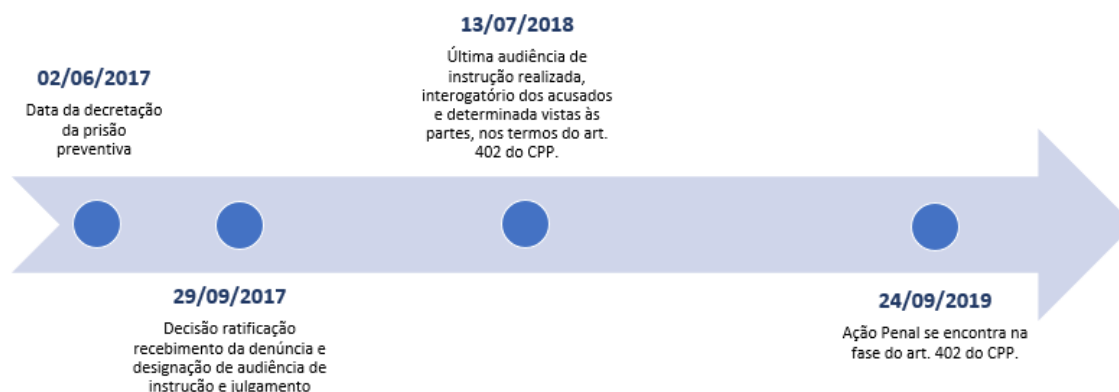 02/06/2017
Data da decretação
da prisão
preventiva
29/09/2017
Decisão ratificação
recebimento da denúncia e
designação de audiência de
instrução e julgamento
13/07/2018
Última audiência de
instrução realizada,
interogatório dos acusados
e determinada vistas às
partes, nos termos do art.
402 do CPP.
24/09/2019
Ação Penal se encontra na
fase do art. 402 do CPP.